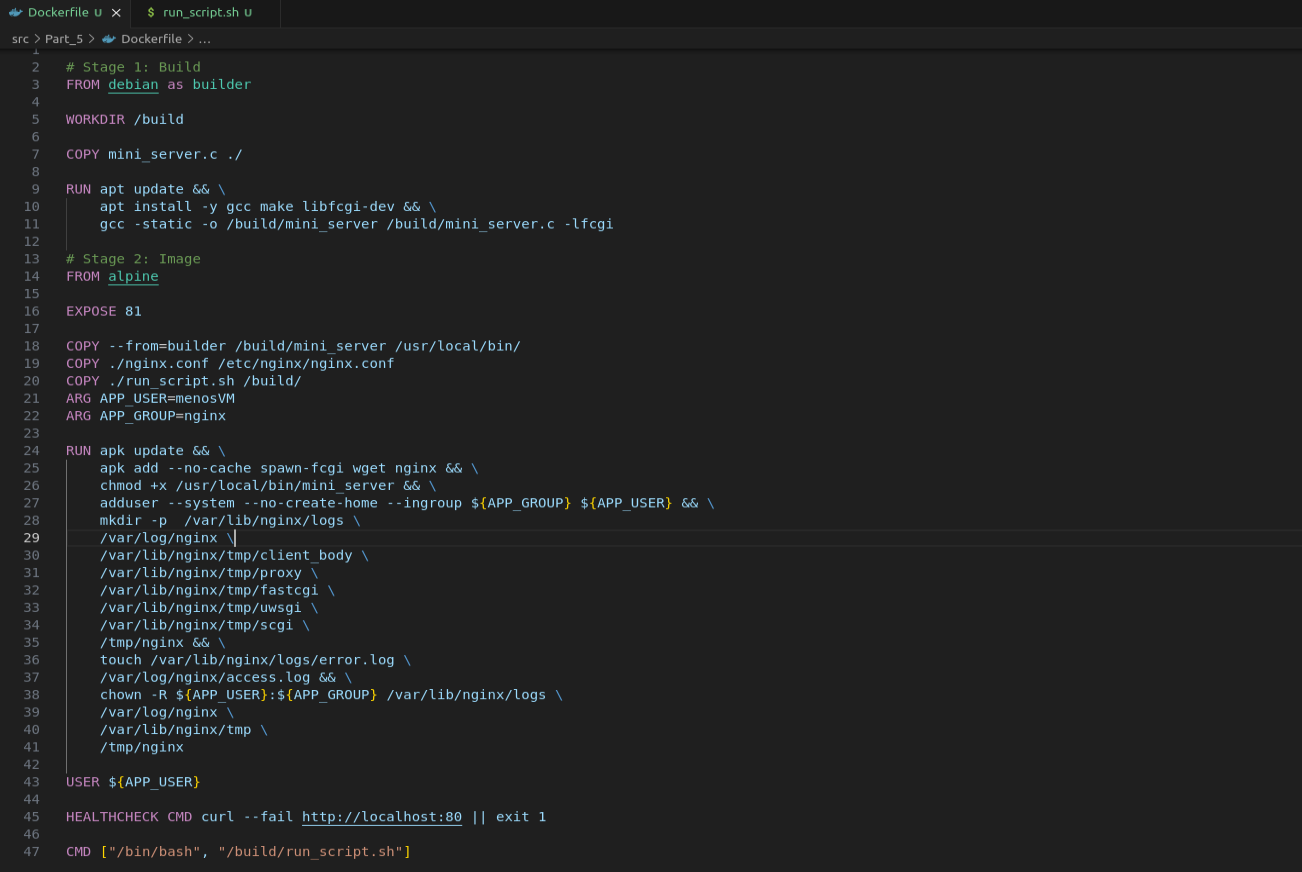 Dockerfile U
$ run_script.sh U
src > Part_5 > Dockerfile > ...
1
2 # Stage 1: Build
3 FROM debian as builder
4
5 WORKDIR /build
6
7 COPY mini_server.c ./
8
9 RUN apt update && \
10 apt install -y gcc make libfcgi-dev && \
11 gcc -static -o /build/mini_server /build/mini_server.c -lfcgi
12
13 # Stage 2: Image
14 FROM alpine
15
16 EXPOSE 81
17
18 COPY --from=builder /build/mini_server /usr/local/bin/
19 COPY ./nginx.conf /etc/nginx/nginx.conf
20 COPY ./run_script.sh /build/
21 ARG APP_USER=menosVM
22 ARG APP_GROUP=nginx
23
24 RUN apk update && \
25 apk add --no-cache spawn-fcgi wget nginx && \
26 chmod +x /usr/local/bin/mini_server && \
27 adduser --system --no-create-home --ingroup ${APP_GROUP} ${APP_USER} && \
28 mkdir -p  /var/lib/nginx/logs \
29 /var/log/nginx \
30 /var/lib/nginx/tmp/client_body \
31 /var/lib/nginx/tmp/proxy \
32 /var/lib/nginx/tmp/fastcgi \
33 /var/lib/nginx/tmp/uwsgi \
34 /var/lib/nginx/tmp/scgi \
35 /tmp/nginx && \
36 touch /var/lib/nginx/logs/error.log \
37 /var/log/nginx/access.log && \
38 chown -R ${APP_USER}:${APP_GROUP} /var/lib/nginx/logs \
39 /var/log/nginx \
40 /var/lib/nginx/tmp \
41 /tmp/nginx
42
43 USER ${APP_USER}
44
45 HEALTHCHECK CMD curl --fail http://localhost:80 || exit 1
46
47 CMD ["/bin/bash", "/build/run_script.sh"]